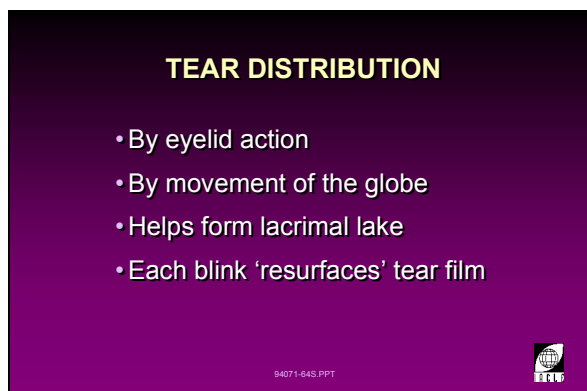 TEAR DISTRIBUTION
• By eyelid action
• By movement of the globe
• Helps form lacrimal lake
• Each blink ‘resurfaces’ tear film
94071-64S.PPT
IACLE